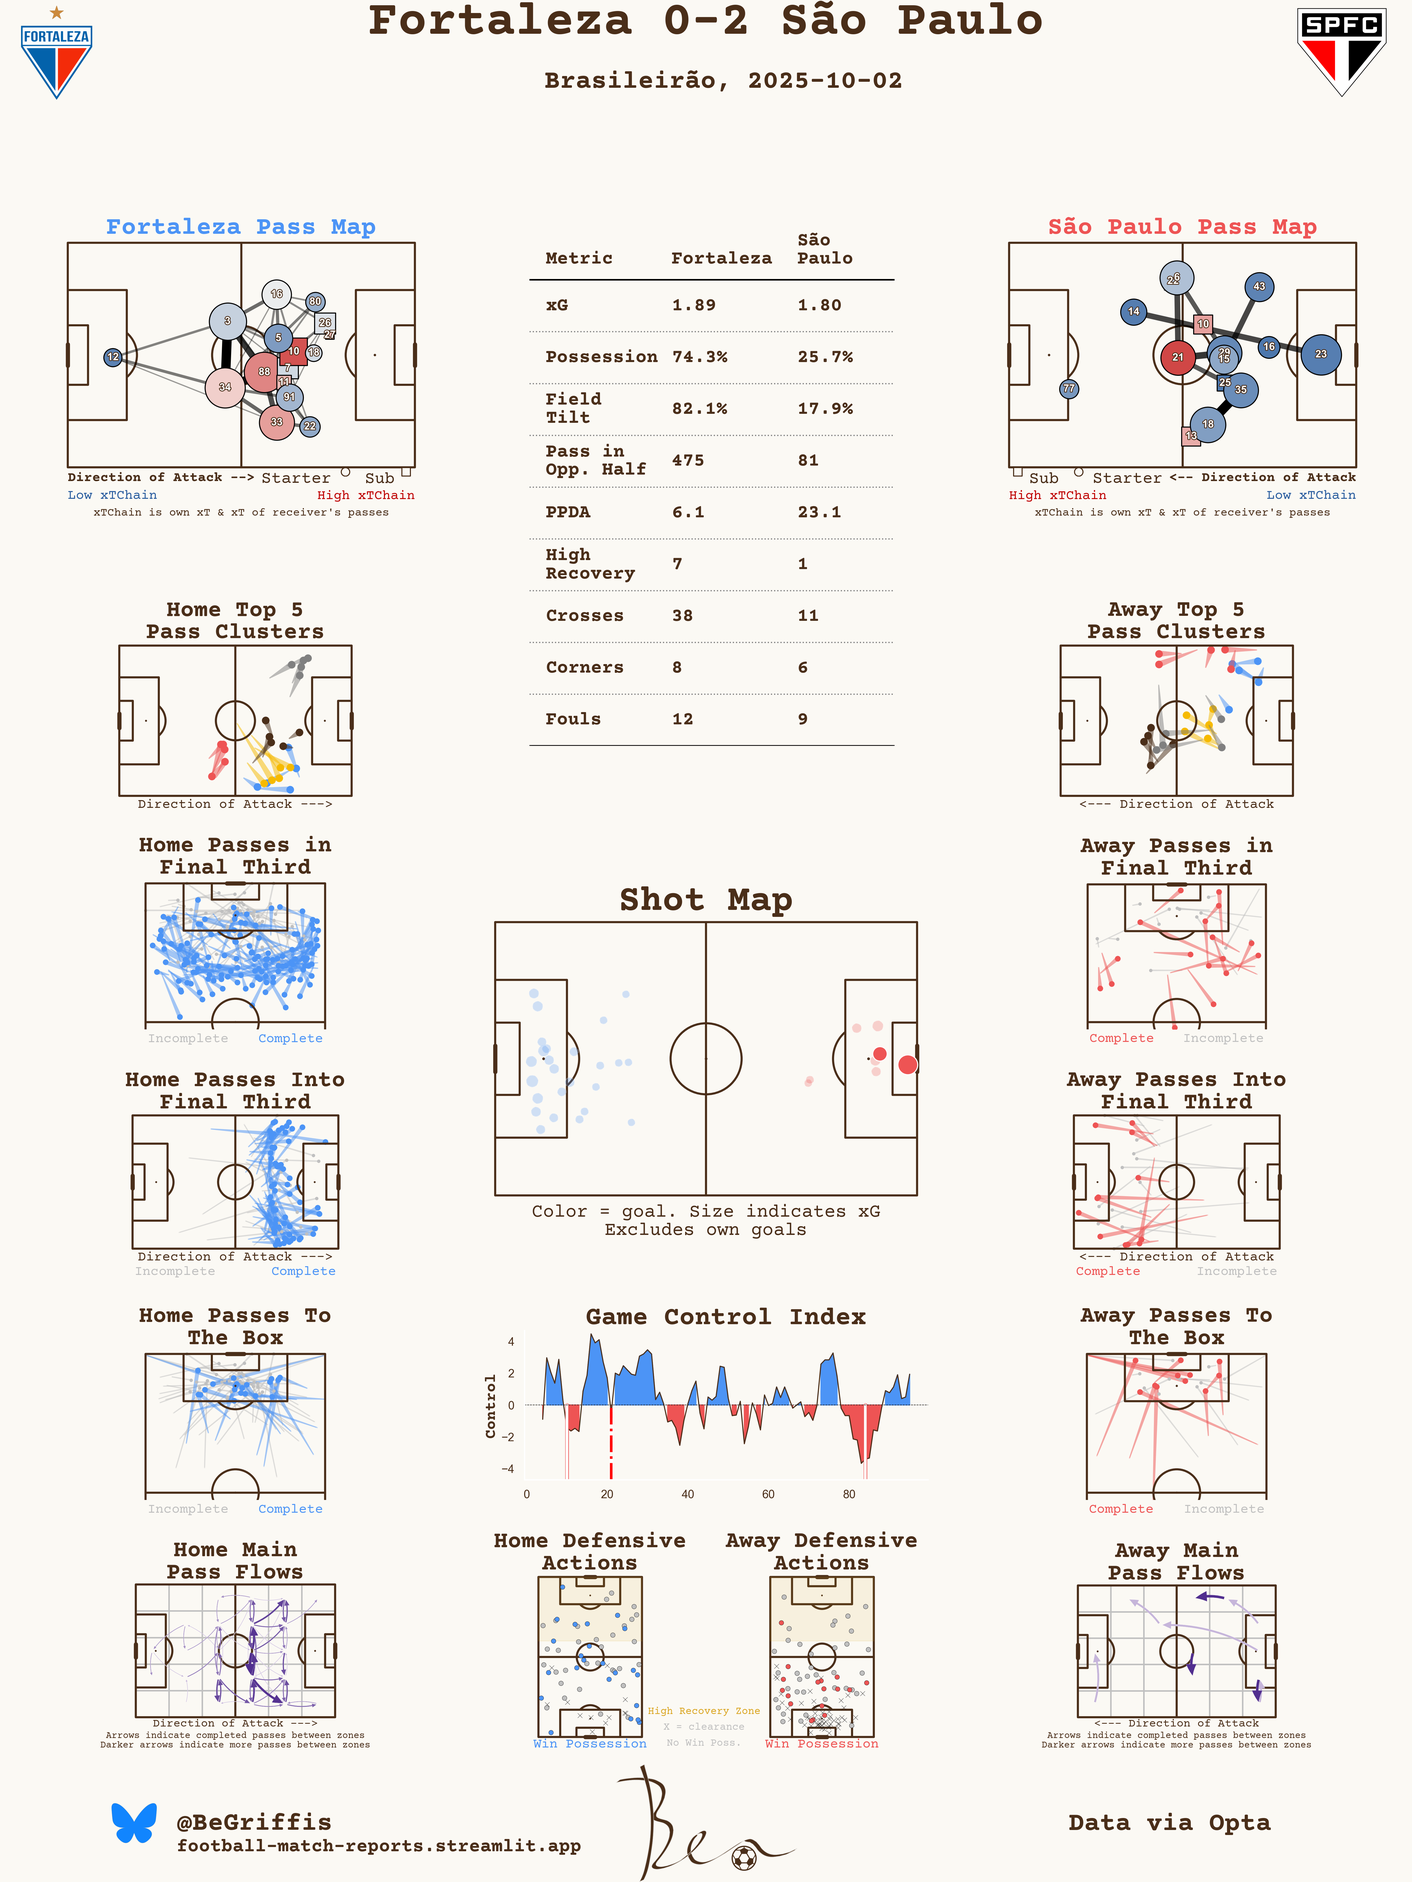 Fortaleza 0-2 São Paulo
Brasileirão, 2025-10-02
FORTALEZA
SPFC
Fortaleza Pass Map
16
80
3
26
27
5
10
18
12
7
88
11
34
91
33
22
Direction of Attack --> Starter Sub
Low xTChain High xTChain
xTChain is own xT & xT of receiver's passes
Metric Fortaleza São Paulo
xG 1.89 1.80
Possession 74.3% 25.7%
Field Tilt 82.1% 17.9%
Pass in Opp. Half 475 81
PPDA 6.1 23.1
High Recovery 7 1
Crosses 38 11
Corners 8 6
Fouls 12 9
São Paulo Pass Map
6
43
14
10
16
29
23
21
15
25
35
77
18
13
Sub Starter <-- Direction of Attack
High xTChain Low xTChain
xTChain is own xT & xT of receiver's passes
Home Top 5
Pass Clusters
Direction of Attack --->
Away Top 5
Pass Clusters
<--- Direction of Attack
Home Passes in
Final Third
Incomplete Complete
Away Passes in
Final Third
Complete Incomplete
Shot Map
Color = goal. Size indicates xG
Excludes own goals
Home Passes Into
Final Third
Direction of Attack --->
Incomplete Complete
Away Passes Into
Final Third
<--- Direction of Attack
Complete Incomplete
Game Control Index
Control
4
2
0
−2
−4
0 20 40 60 80
Home Passes To
The Box
Incomplete Complete
Away Passes To
The Box
Complete Incomplete
Home Main
Pass Flows
Direction of Attack --->
Arrows indicate completed passes between zones
Darker arrows indicate more passes between zones
Home Defensive
Actions
Win Possession
High Recovery Zone
X = clearance
No Win Poss.
Away Defensive
Actions
Win Possession
Away Main
Pass Flows
<--- Direction of Attack
Arrows indicate completed passes between zones
Darker arrows indicate more passes between zones
@BeGriffis
football-match-reports.streamlit.app
Ben
Data via Opta